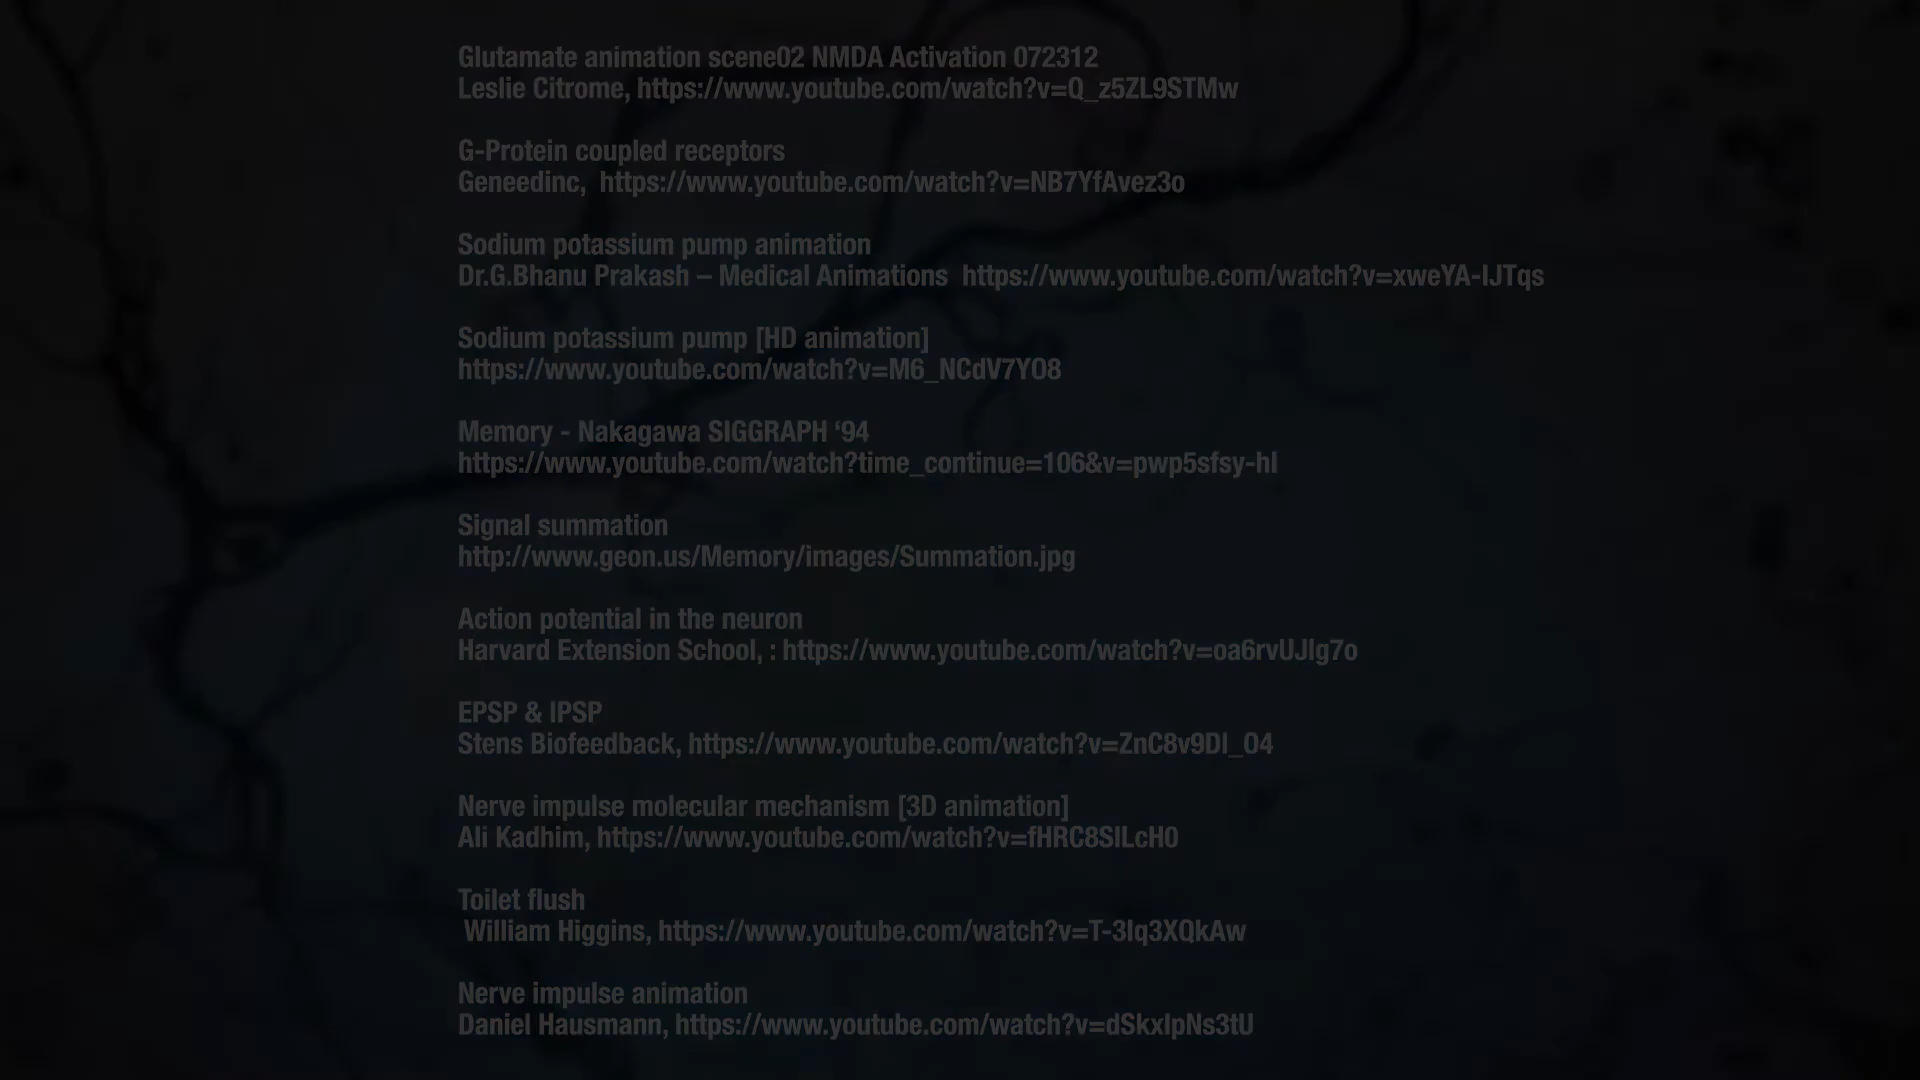 Glutamate animation scene02 NMDA Activation 072312
Leslie Citrome, https://www.youtube.com/watch?v=Q_z5ZL9STMw
G-Protein coupled receptors
Geneedinc,  https://www.youtube.com/watch?v=NB7YfAvez3o
Sodium potassium pump animation
Dr.G.Bhanu Prakash – Medical Animations  https://www.youtube.com/watch?v=xweYA-IJTqs
Sodium potassium pump [HD animation]
https://www.youtube.com/watch?v=M6_NCdV7YO8
Memory - Nakagawa SIGGRAPH ‘94
https://www.youtube.com/watch?time_continue=106&v=pwp5sfsy-hI
Signal summation
http://www.geon.us/Memory/images/Summation.jpg
Action potential in the neuron
Harvard Extension School, : https://www.youtube.com/watch?v=oa6rvUJlg7o
EPSP & IPSP
Stens Biofeedback, https://www.youtube.com/watch?v=ZnC8v9DI_O4
Nerve impulse molecular mechanism [3D animation]
Ali Kadhim, https://www.youtube.com/watch?v=fHRC8SILcH0
Toilet flush
William Higgins, https://www.youtube.com/watch?v=T-3Iq3XQkAw
Nerve impulse animation
Daniel Hausmann, https://www.youtube.com/watch?v=dSkxIpNs3tU